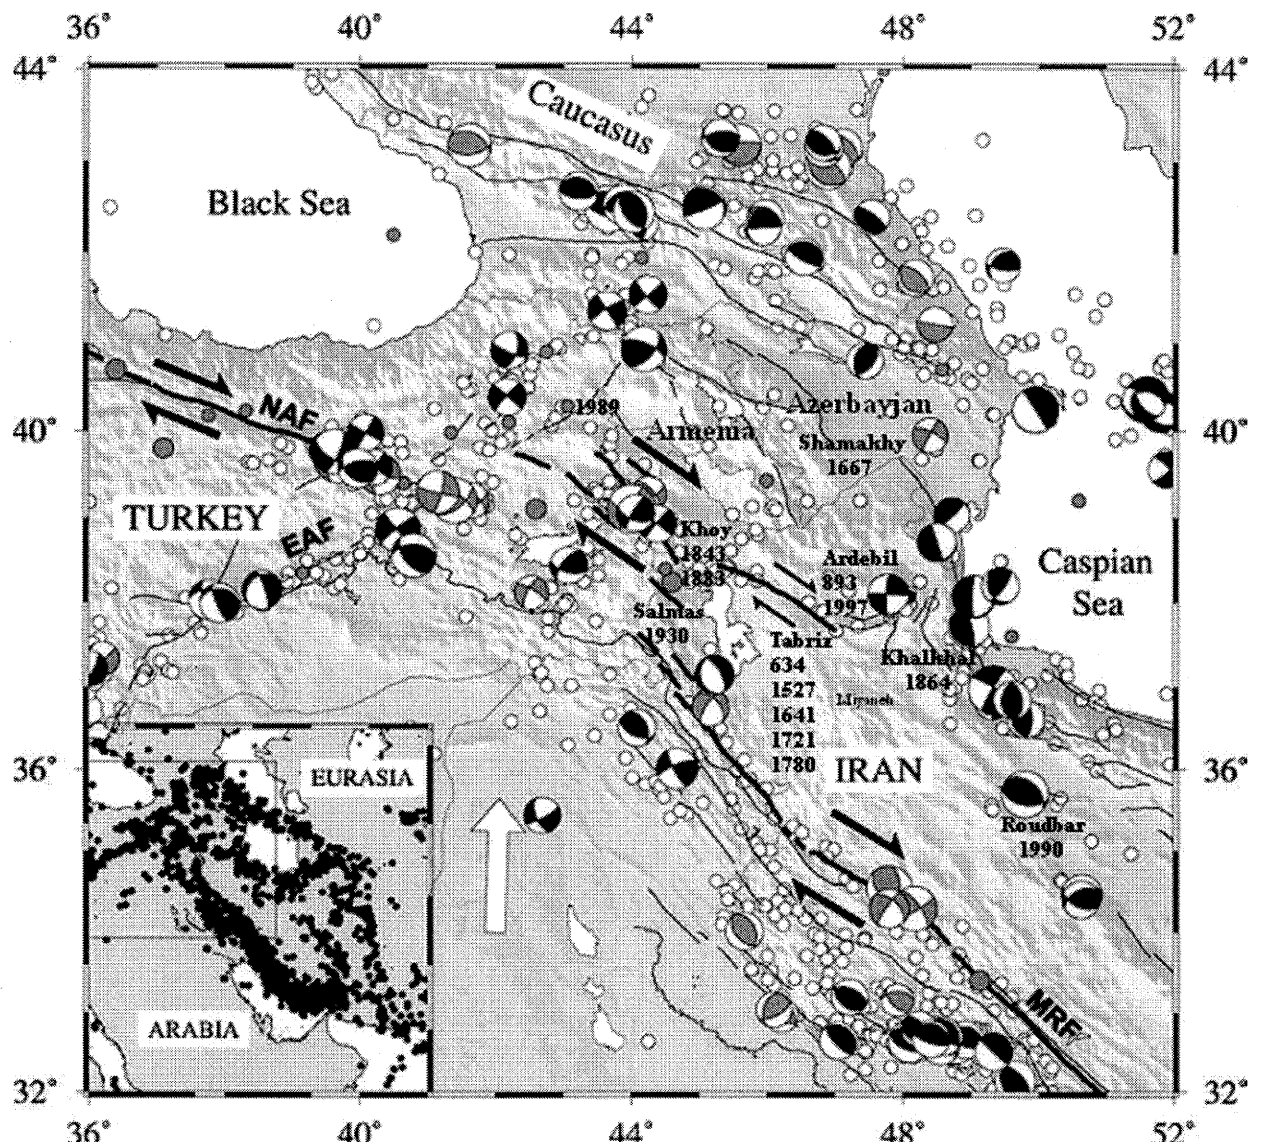 36° 40° 44° 48° 52°
44° 44°
Caucasus
Black Sea
NAF
1989
Azerbayjan
Armenia
40° 40°
Shamakhy
1667
TURKEY
EAF
Khoy
1843
1883
Ardebil
893
1997
Caspian
Sea
Salmas
1930
Tabriz
634
1527
1641
1721
1780
Khalkhal
1864
Miyaneh
36° 36°
IRAN
EURASIA
Roudbar
1990
MRF
ARABIA
32° 32°
36° 40° 44° 48° 52°